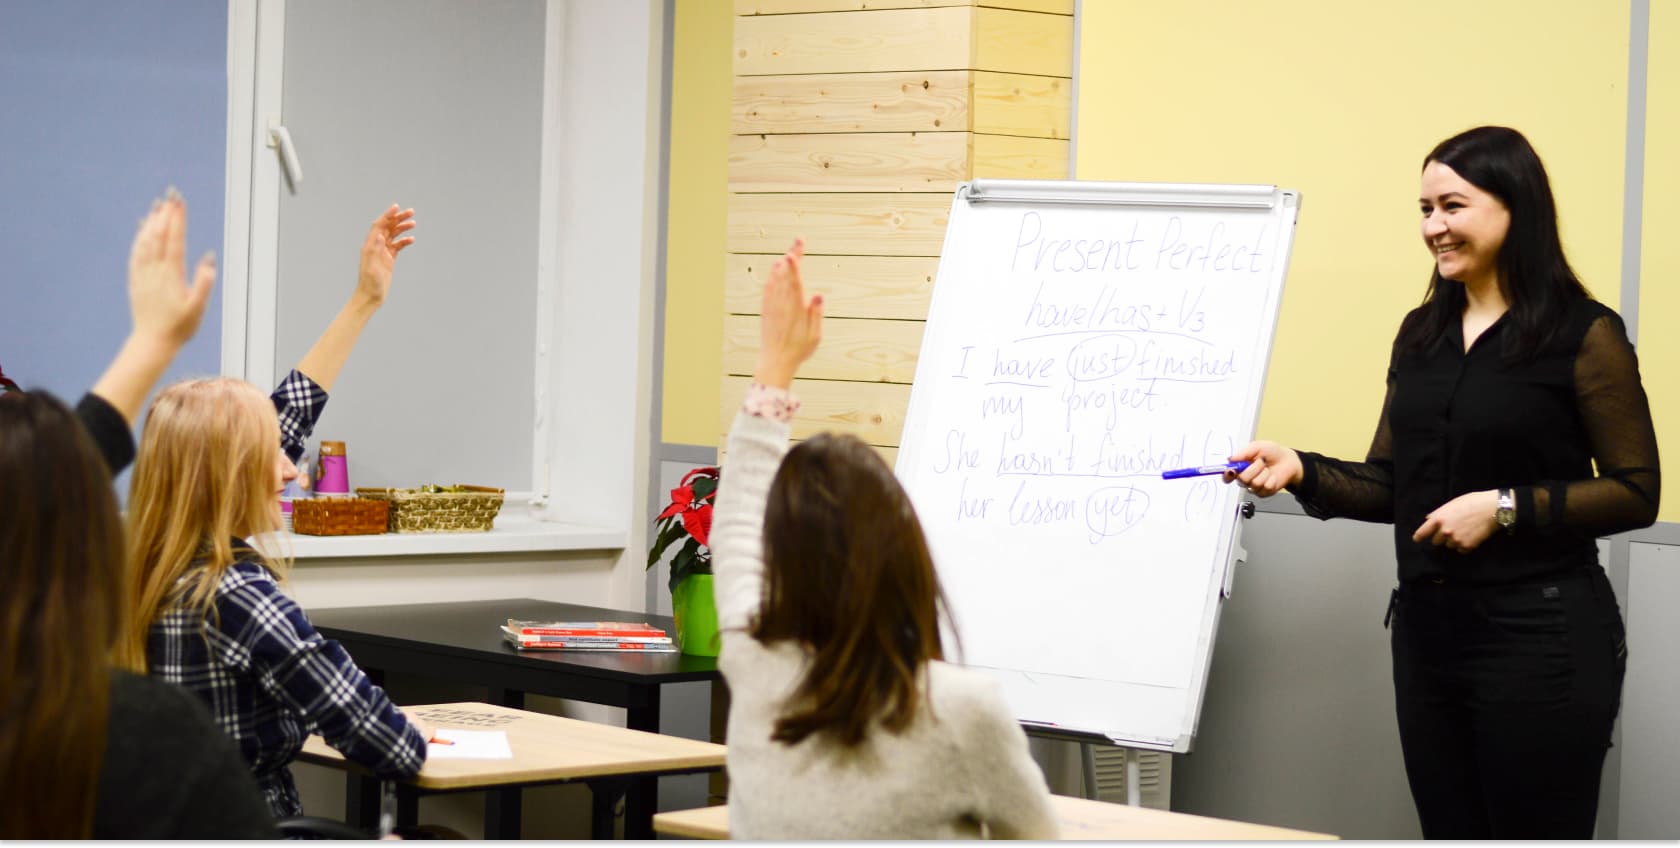 Present Perfect
have/has + V3
I have just finished
my project.
She hasn't finished (-)
her lesson yet. (?)